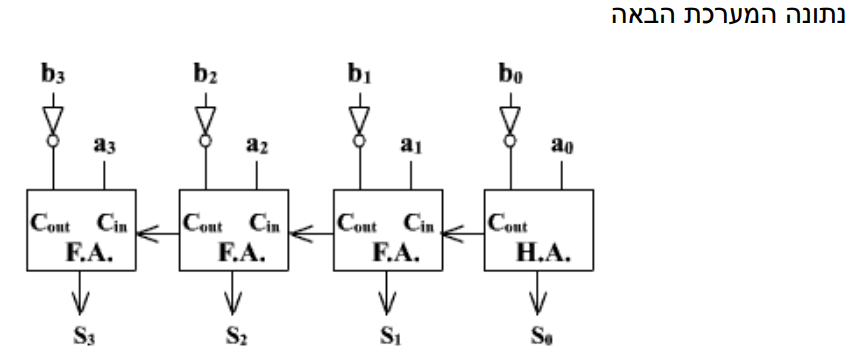 נתונה המערכת הבאה
b₃ b₂ b₁ b₀
a₃ a₂ a₁ a₀
Cout Cin Cout Cin Cout Cin Cout
F.A. F.A. F.A. H.A.
S₃ S₂ S₁ S₀